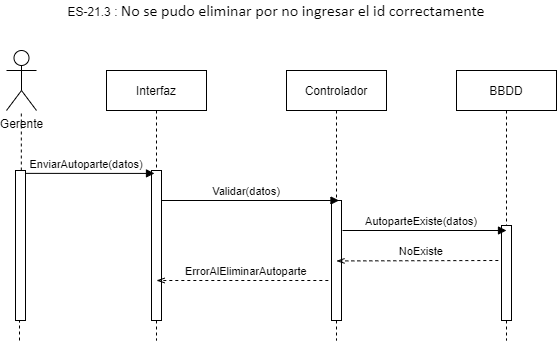 ES-21.3 : No se pudo eliminar por no ingresar el id correctamente
Interfaz
Controlador
BBDD
Gerente
EnviarAutoparte(datos)
Validar(datos)
AutoparteExiste(datos)
NoExiste
ErrorAlEliminarAutoparte